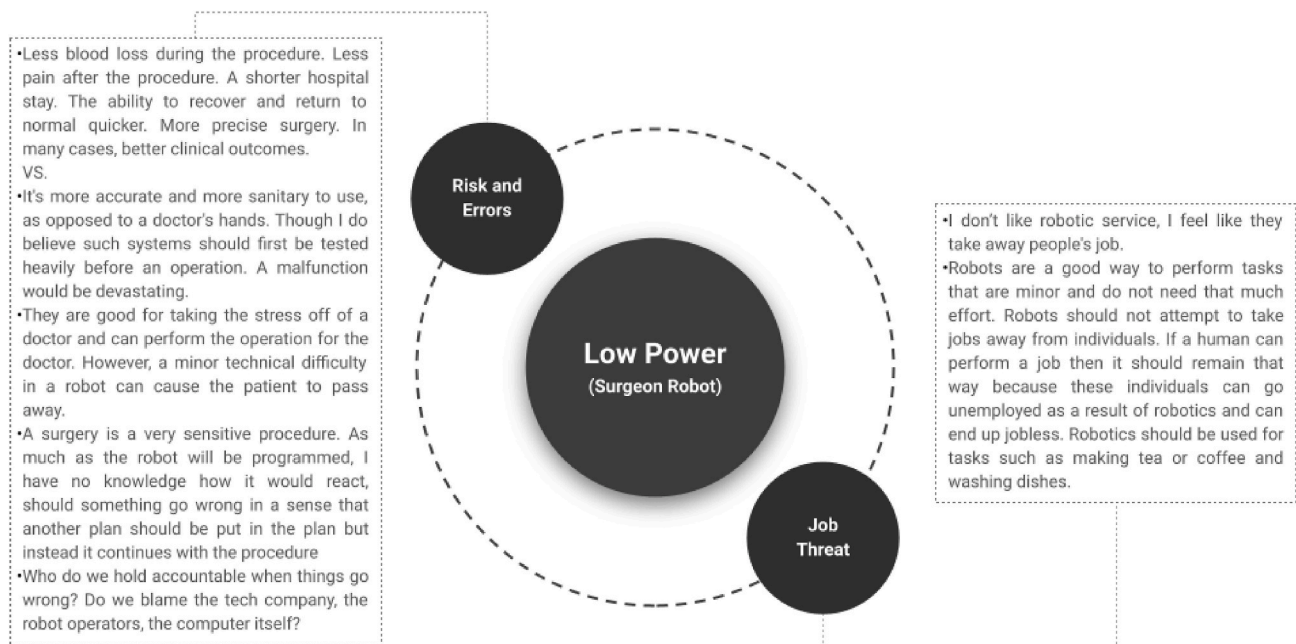 •Less blood loss during the procedure. Less
pain after the procedure. A shorter hospital
stay. The ability to recover and return to
normal quicker. More precise surgery. In
many cases, better clinical outcomes.
VS.
•It's more accurate and more sanitary to use,
as opposed to a doctor's hands. Though I do
believe such systems should first be tested
heavily before an operation. A malfunction
would be devastating.
•They are good for taking the stress off of a
doctor and can perform the operation for the
doctor. However, a minor technical difficulty
in a robot can cause the patient to pass
away.
•A surgery is a very sensitive procedure. As
much as the robot will be programmed, I
have no knowledge how it would react,
should something go wrong in a sense that
another plan should be put in the plan but
instead it continues with the procedure
•Who do we hold accountable when things go
wrong? Do we blame the tech company, the
robot operators, the computer itself?
Risk and
Errors
Low Power
(Surgeon Robot)
Job
Threat
•I don't like robotic service, I feel like they
take away people's job.
•Robots are a good way to perform tasks
that are minor and do not need that much
effort. Robots should not attempt to take
jobs away from individuals. If a human can
perform a job then it should remain that
way because these individuals can go
unemployed as a result of robotics and can
end up jobless. Robotics should be used for
tasks such as making tea or coffee and
washing dishes.